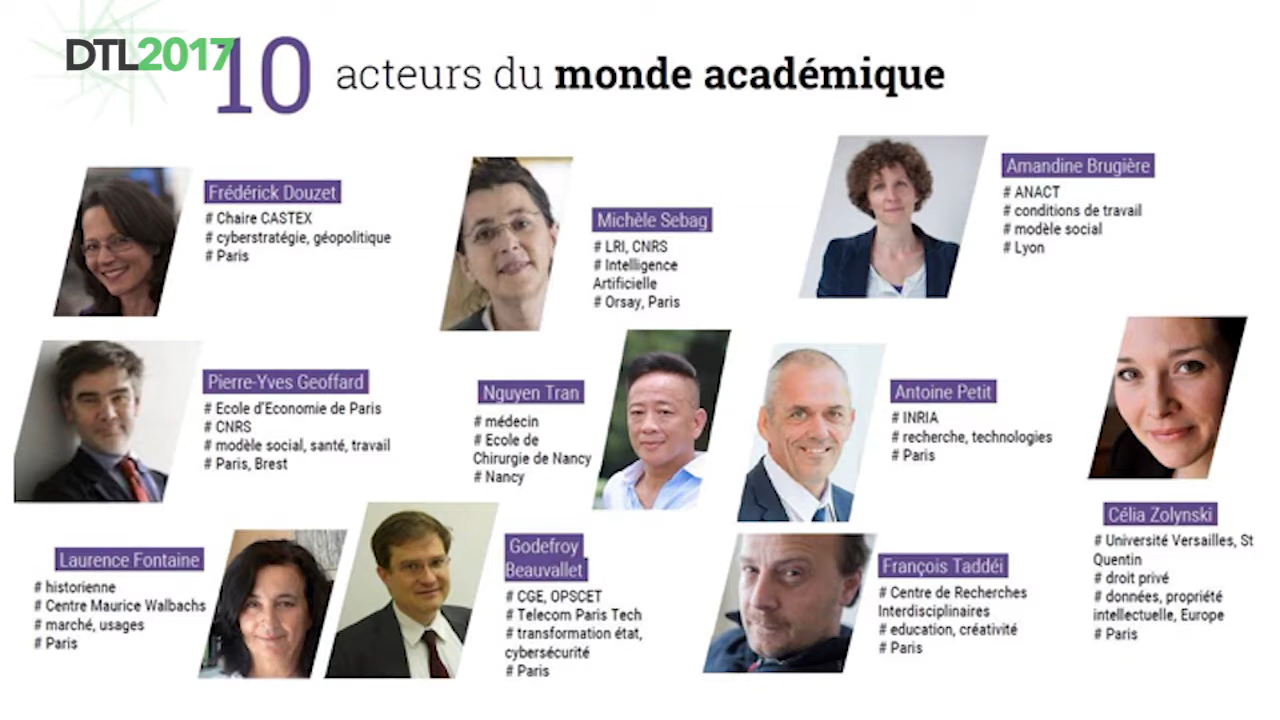 DTL2017
10 acteurs du monde académique
Frédérick Douzet
# Chaire CASTEX
# cyberstratégie, géopolitique
# Paris
Michèle Sebag
# LRI, CNRS
# Intelligence
Artificielle
# Orsay, Paris
Amandine Brugière
# ANACT
# conditions de travail
# modèle social
# Lyon
Pierre-Yves Geoffard
# Ecole d'Economie de Paris
# CNRS
# modèle social, santé, travail
# Paris, Brest
Nguyen Tran
# médecin
# Ecole de
Chirurgie de Nancy
# Nancy
Antoine Petit
# INRIA
# recherche, technologies
# Paris
Célia Zolynski
# Université Versailles, St
Quentin
# droit privé
# données, propriété
intellectuelle, Europe
# Paris
Laurence Fontaine
# historienne
# Centre Maurice Walbachs
# marché, usages
# Paris
Godefroy
Beauvallet
# CGE, OPSCET
# Telecom Paris Tech
# transformation état,
cybersécurité
# Paris
François Taddéi
# Centre de Recherches
Interdisciplinaires
# education, créativité
# Paris